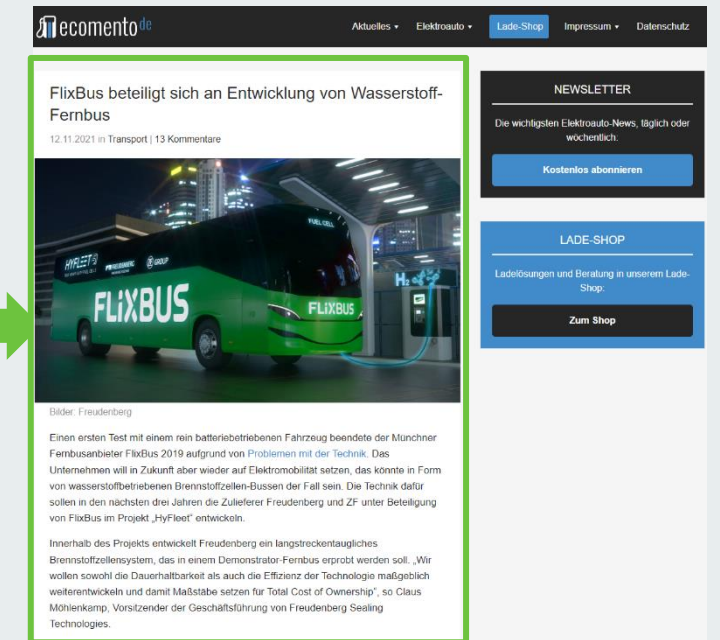 ecomento de
Aktuelles
Elektroauto
Lade-Shop
Impressum
Datenschutz
FlixBus beteiligt sich an Entwicklung von Wasserstoff-
Fernbus
12.11.2021 in Transport | 13 Kommentare
FUEL CELL
HYFLEET
FREUDENBERG
GROUP
H2
FLiXBUS
FLiXBUS
Bilder: Freudenberg
Einen ersten Test mit einem rein batteriebetriebenen Fahrzeug beendete der Münchner
Fernbusanbieter FlixBus 2019 aufgrund von Problemen mit der Technik. Das
Unternehmen will in Zukunft aber wieder auf Elektromobilität setzen, das könnte in Form
von wasserstoffbetriebenen Brennstoffzellen-Bussen der Fall sein. Die Technik dafür
sollen in den nächsten drei Jahren die Zulieferer Freudenberg und ZF unter Beteiligung
von FlixBus im Projekt „HyFleet“ entwickeln.
Innerhalb des Projekts entwickelt Freudenberg ein langstreckentaugliches
Brennstoffzellensystem, das in einem Demonstrator-Fernbus erprobt werden soll. „Wir
wollen sowohl die Dauerhaltbarkeit als auch die Effizienz der Technologie maßgeblich
weiterentwickeln und damit Maßstäbe setzen für Total Cost of Ownership“, so Claus
Möhlenkamp, Vorsitzender der Geschäftsführung von Freudenberg Sealing
Technologies.
NEWSLETTER
Die wichtigsten Elektroauto-News, täglich oder
wöchentlich:
Kostenlos abonnieren
LADE-SHOP
Ladelösungen und Beratung in unserem Lade-
Shop:
Zum Shop